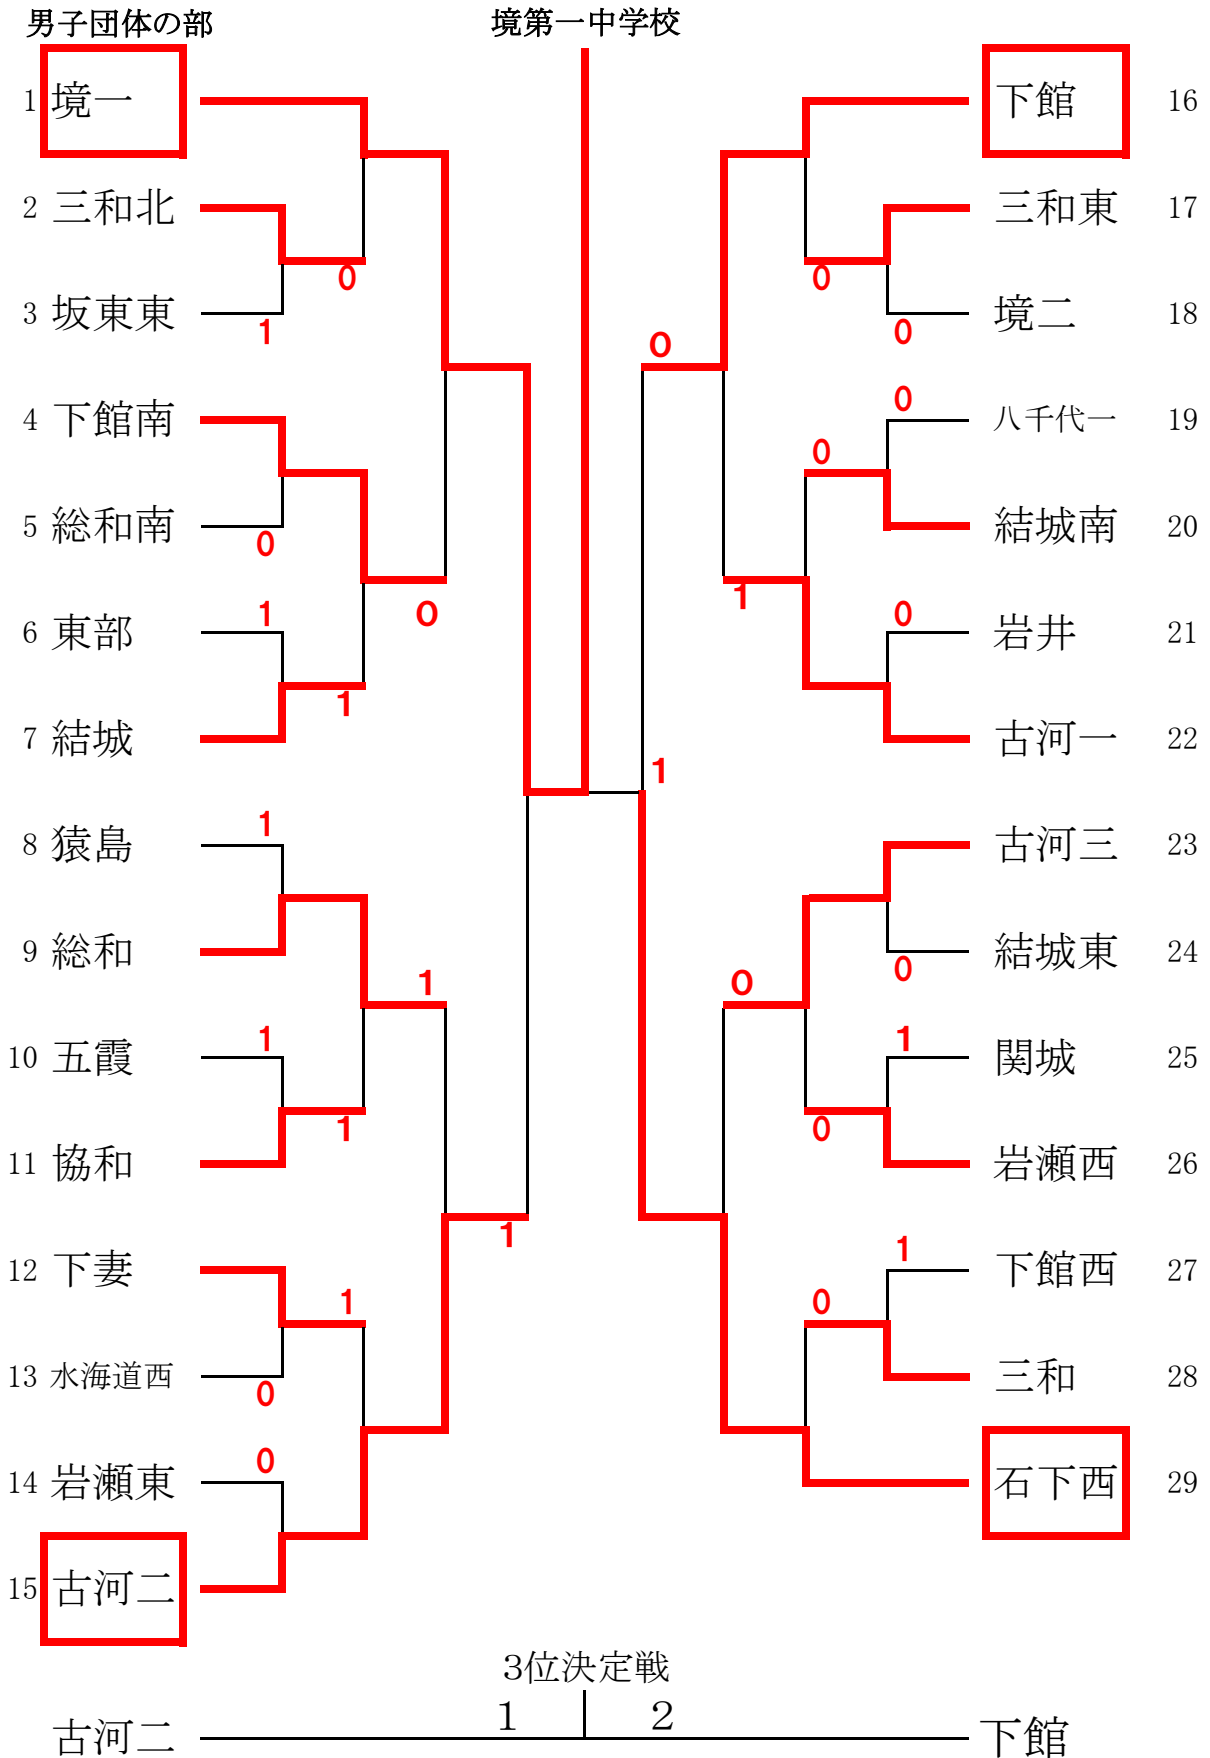 男子団体の部
境第一中学校
1 境一
2 三和北
0
3 坂東東
1
4 下館南
5 総和南
0
6 東部
1
0
7 結城
1
8 猿島
1
9 総和
1
10 五霞
1
11 協和
1
12 下妻
1
1
13 水海道西
0
14 岩瀬東
0
15 古河二
下館 16
三和東 17
0
境二 18
0
0
八千代一 19
0
0
結城南 20
岩井 21
0
1
古河一 22
1
古河三 23
結城東 24
0
0
関城 25
1
岩瀬西 26
0
下館西 27
1
0
三和 28
石下西 29
3位決定戦
古河二 1 2 下館